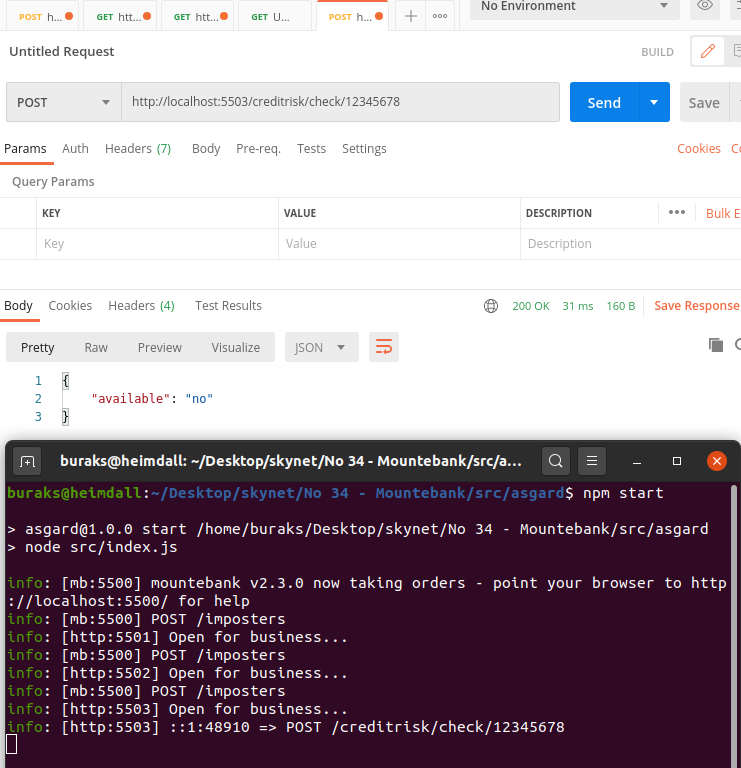 POST h... GET htt... GET htt... GET U... POST h... No Environment
Untitled Request BUILD
POST http://localhost:5503/creditrisk/check/12345678 Send Save
Params Auth Headers (7) Body Pre-req. Tests Settings Cookies
Query Params
KEY VALUE DESCRIPTION ••• Bulk E
Key Value Description
Body Cookies Headers (4) Test Results 200 OK 31 ms 160 B Save Response
Pretty Raw Preview Visualize JSON
1 {
2 "available": "no"
3 }
buraks@heimdall: ~/Desktop/skynet/No 34 - Mountebank/src/a...
buraks@heimdall:~/Desktop/skynet/No 34 - Mountebank/src/asgard$ npm start
> asgard@1.0.0 start /home/buraks/Desktop/skynet/No 34 - Mountebank/src/asgard
> node src/index.js
info: [mb:5500] mountebank v2.3.0 now taking orders - point your browser to http
://localhost:5500/ for help
info: [mb:5500] POST /imposters
info: [http:5501] Open for business...
info: [mb:5500] POST /imposters
info: [http:5502] Open for business...
info: [mb:5500] POST /imposters
info: [http:5503] Open for business...
info: [http:5503] ::1:48910 => POST /creditrisk/check/12345678